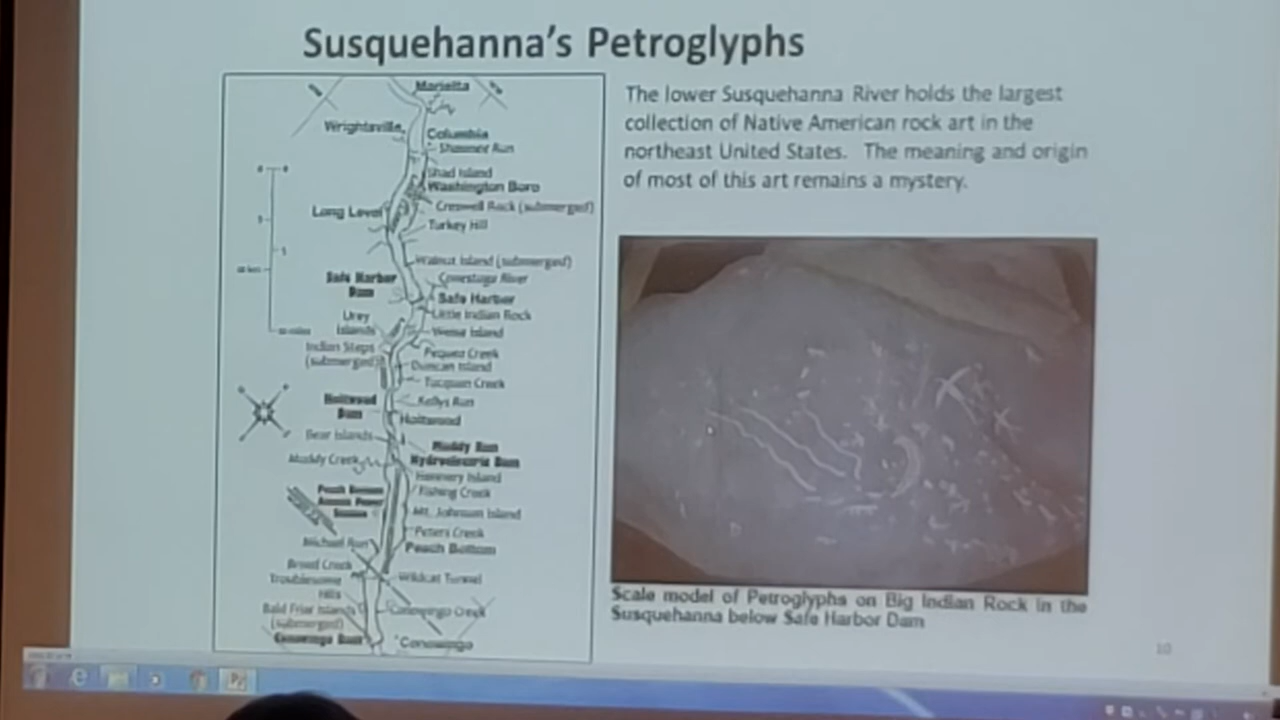 Susquehanna's Petroglyphs
The lower Susquehanna River holds the largest
collection of Native American rock art in the
northeast United States. The meaning and origin
of most of this art remains a mystery.
Marietta
Wrightsville
Columbia
Shawnee Run
Shad Island
Washington Boro
Creswell Rock (submerged)
Long Level
Turkey Hill
Walnut Island (submerged)
Conestoga River
Safe Harbor
Dam
Safe Harbor
Little Indian Rock
Urey
Islands
Weise Island
Indian Steps
(submerged)
Pequea Creek
Duncan Island
Tucquan Creek
Kellys Run
Holtwood
Dam
Holtwood
Bear Islands
Muddy Run
Hydroelectric Dam
Muddy Creek
Hennery Island
Fishing Creek
Peach Bottom
Atomic Power
Station
Mt. Johnson Island
Peters Creek
Michael Run
Peach Bottom
Broad Creek
Wildcat Tunnel
Troublesome
Hills
Bald Friar Islands
(submerged)
Conowingo Creek
Conowingo Dam
Conowingo
Scale model of Petroglyphs on Big Indian Rock in the
Susquehanna below Safe Harbor Dam
10